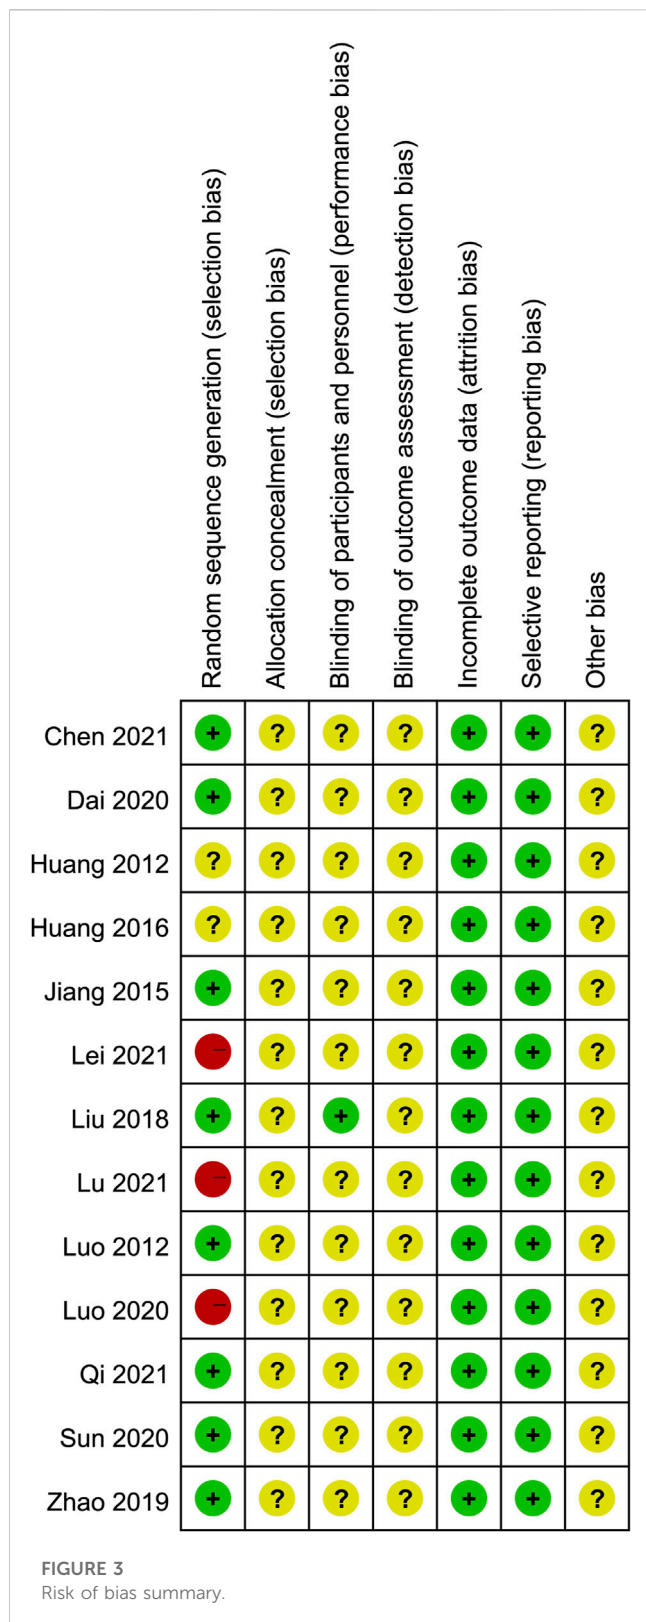 Random sequence generation (selection bias)
Allocation concealment (selection bias)
Blinding of participants and personnel (performance bias)
Blinding of outcome assessment (detection bias)
Incomplete outcome data (attrition bias)
Selective reporting (reporting bias)
Other bias
Chen 2021 + ? ? ? + + ?
Dai 2020 + ? ? ? + + ?
Huang 2012 ? ? ? ? + + ?
Huang 2016 ? ? ? ? + + ?
Jiang 2015 + ? ? ? + + ?
Lei 2021 − ? ? ? + + ?
Liu 2018 + ? + ? + + ?
Lu 2021 − ? ? ? + + ?
Luo 2012 + ? ? ? + + ?
Luo 2020 − ? ? ? + + ?
Qi 2021 + ? ? ? + + ?
Sun 2020 + ? ? ? + + ?
Zhao 2019 + ? ? ? + + ?
FIGURE 3
Risk of bias summary.